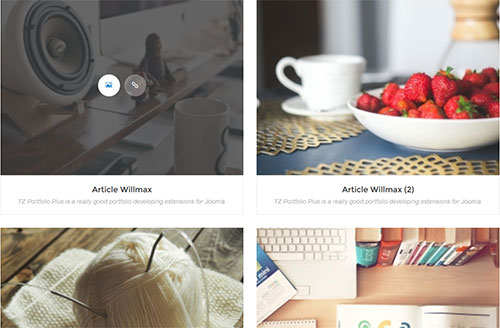 Article Willmax
TZ Portfolio Plus is a really good portfolio developing extensions for Joomla
Article Willmax (2)
TZ Portfolio Plus is a really good portfolio developing extensions for Joomla
mini